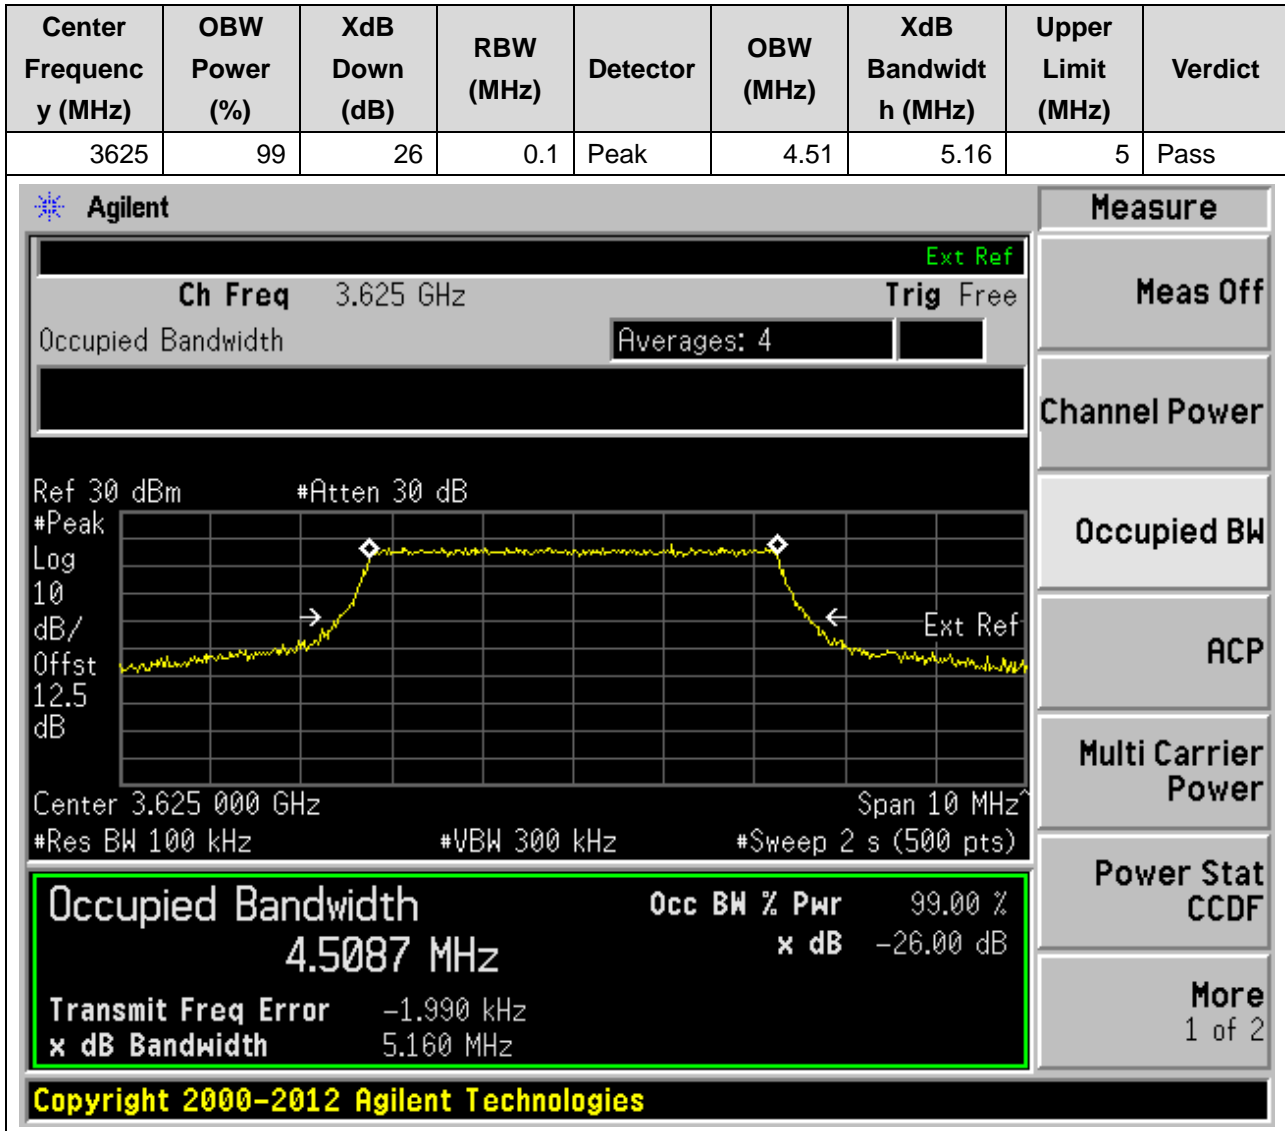 Center Frequency (MHz) OBW Power (%) XdB Down (dB) RBW (MHz) Detector OBW (MHz) XdB Bandwidth (MHz) Upper Limit (MHz) Verdict
3625 99 26 0.1 Peak 4.51 5.16 5 Pass
Agilent
Measure
Ext Ref
Ch Freq 3.625 GHz Trig Free
Meas Off
Occupied Bandwidth Averages: 4
Channel Power
Ref 30 dBm #Atten 30 dB
#Peak
Log
10
dB/
Offst
12.5
dB
Ext Ref
Occupied BW
ACP
Multi Carrier
Power
Center 3.625 000 GHz Span 10 MHz^
#Res BW 100 kHz #VBW 300 kHz #Sweep 2 s (500 pts)
Power Stat
CCDF
Occupied Bandwidth Occ BW % Pwr 99.00 %
4.5087 MHz x dB -26.00 dB
Transmit Freq Error -1.990 kHz
x dB Bandwidth 5.160 MHz
More
1 of 2
Copyright 2000-2012 Agilent Technologies